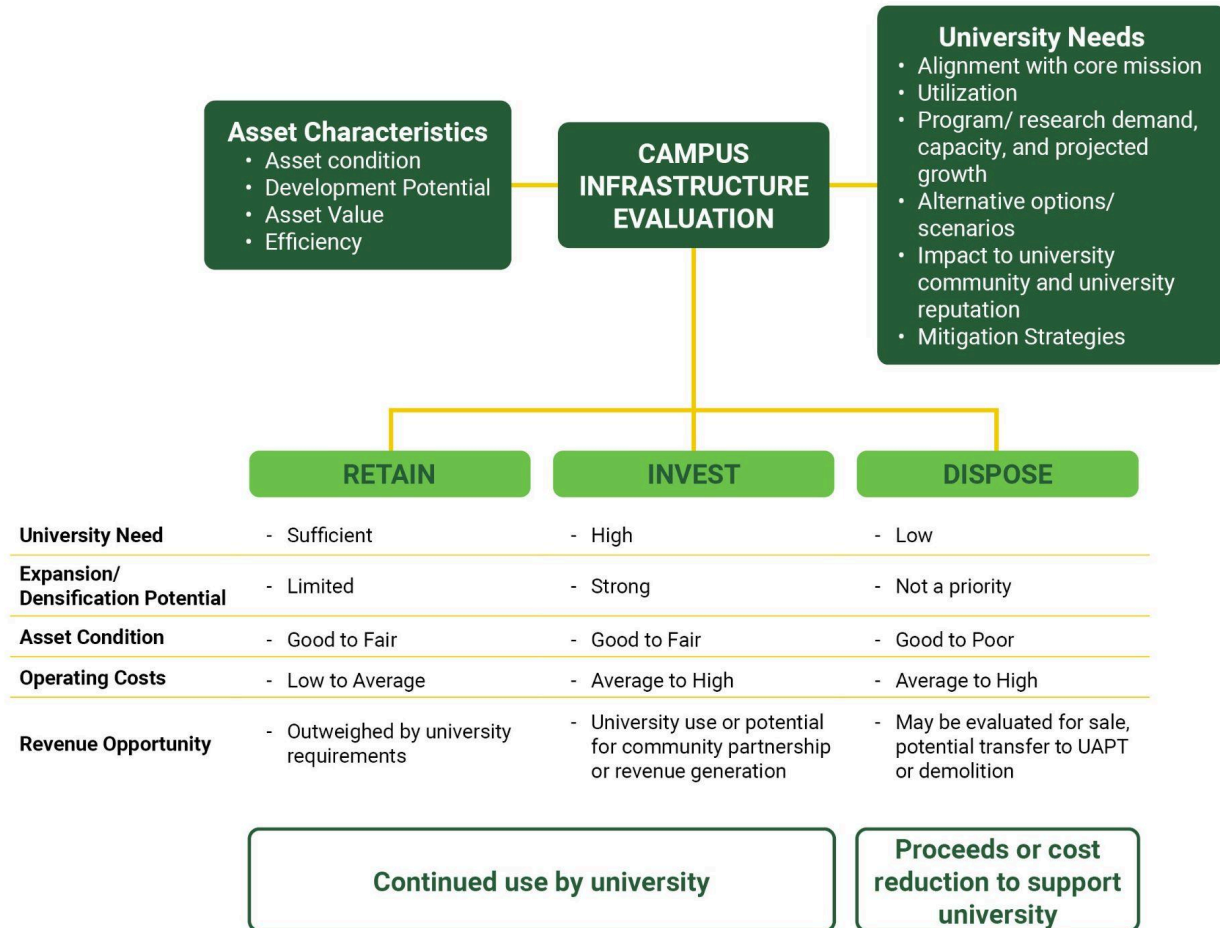 University Needs
• Alignment with core mission
• Utilization
• Program/ research demand,
capacity, and projected
growth
• Alternative options/
scenarios
• Impact to university
community and university
reputation
• Mitigation Strategies
Asset Characteristics
• Asset condition
• Development Potential
• Asset Value
• Efficiency
CAMPUS
INFRASTRUCTURE
EVALUATION
RETAIN INVEST DISPOSE
University Need - Sufficient - High - Low
Expansion/
Densification Potential - Limited - Strong - Not a priority
Asset Condition - Good to Fair - Good to Fair - Good to Poor
Operating Costs - Low to Average - Average to High - Average to High
Revenue Opportunity
- Outweighed by university
requirements
- University use or potential
for community partnership
or revenue generation
- May be evaluated for sale,
potential transfer to UAPT
or demolition
Continued use by university
Proceeds or cost
reduction to support
university